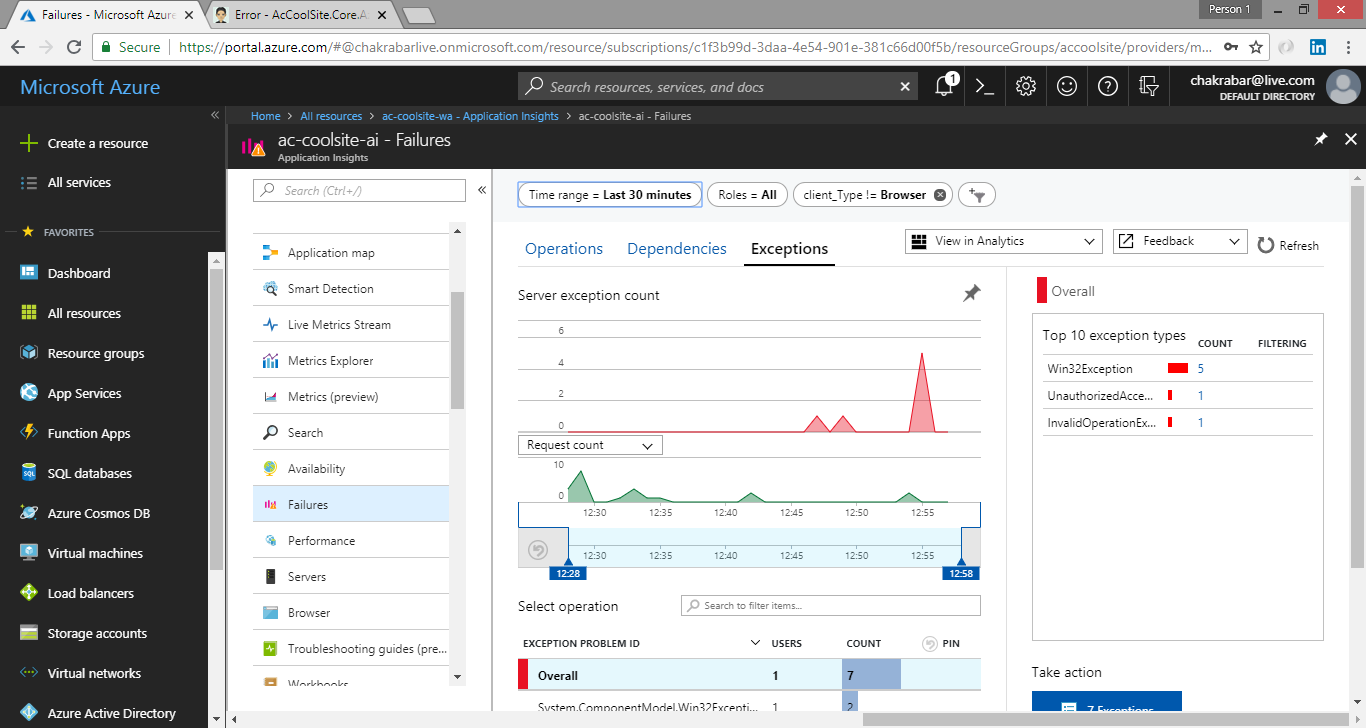 Failures - Microsoft Azure
Error - AcCoolSite.Core.A
Person 1
Secure
https://portal.azure.com/#@chakrabarlive.onmicrosoft.com/resource/subscriptions/c1f3b99d-3daa-4e54-901e-381c66d00f5b/resourceGroups/accoolsite/providers/m...
Microsoft Azure
Search resources, services, and docs
1
chakrabar@live.com
DEFAULT DIRECTORY
Home > All resources > ac-coolsite-wa - Application Insights > ac-coolsite-ai - Failures
ac-coolsite-ai - Failures
Application Insights
Create a resource
All services
FAVORITES
Dashboard
All resources
Resource groups
App Services
Function Apps
SQL databases
Azure Cosmos DB
Virtual machines
Load balancers
Storage accounts
Virtual networks
Azure Active Directory
Search (Ctrl+/)
Application map
Smart Detection
Live Metrics Stream
Metrics Explorer
Metrics (preview)
Search
Availability
Failures
Performance
Servers
Browser
Troubleshooting guides (pre...
Workbooks
Time range = Last 30 minutes
Roles = All
client_Type != Browser
Operations
Dependencies
Exceptions
View in Analytics
Feedback
Refresh
Server exception count
6
4
2
0
Request count
10
0
12:30 12:35 12:40 12:45 12:50 12:55
12:30 12:35 12:40 12:45 12:50 12:55
12:28 12:58
Select operation
Search to filter items...
EXCEPTION PROBLEM ID USERS COUNT PIN
Overall 1 7
System.ComponentModel.Win32Excepti... 1 2
Overall
Top 10 exception types COUNT FILTERING
Win32Exception 5
UnauthorizedAcce... 1
InvalidOperationEx... 1
Take action
7 Exceptions